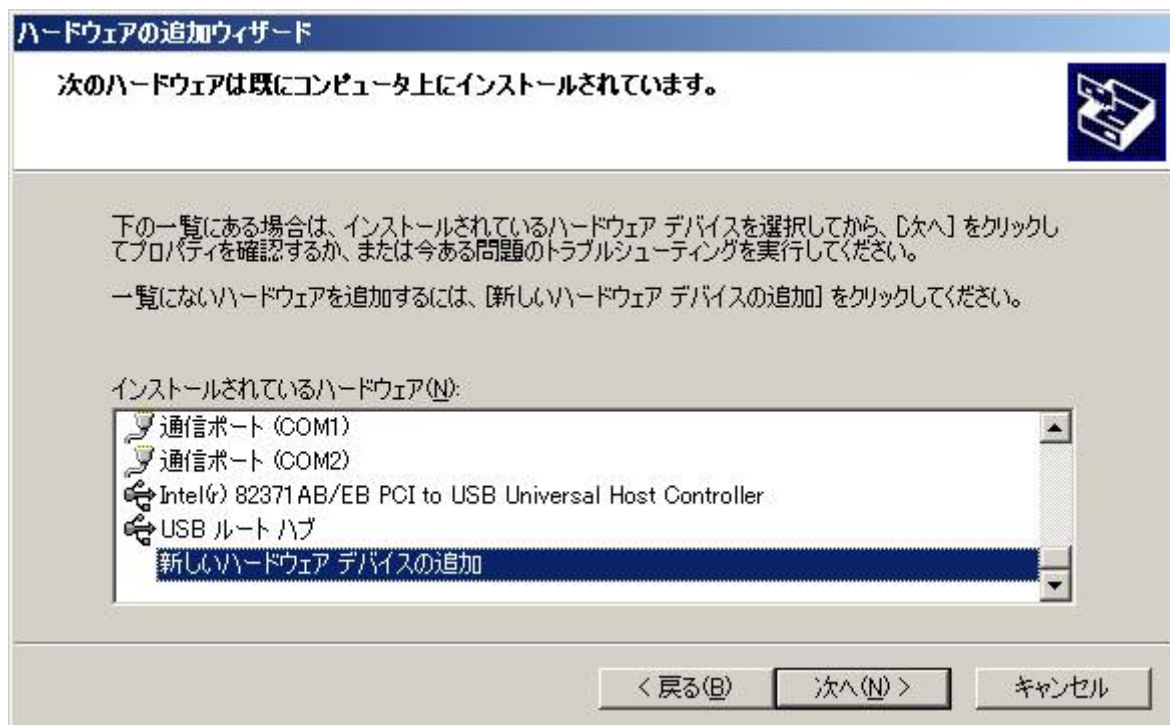 ハードウェアの追加ウィザード
次のハードウェアは既にコンピュータ上にインストールされています。
下の一覧にある場合は、インストールされているハードウェア デバイスを選択してから、[次へ] をクリックし
てプロパティを確認するか、または今ある問題のトラブルシューティングを実行してください。
一覧にないハードウェアを追加するには、[新しいハードウェア デバイスの追加] をクリックしてください。
インストールされているハードウェア(N):
通信ポート (COM1)
通信ポート (COM2)
Intel(r) 82371AB/EB PCI to USB Universal Host Controller
USB ルート ハブ
新しいハードウェア デバイスの追加
< 戻る(B) 次へ(N) > キャンセル